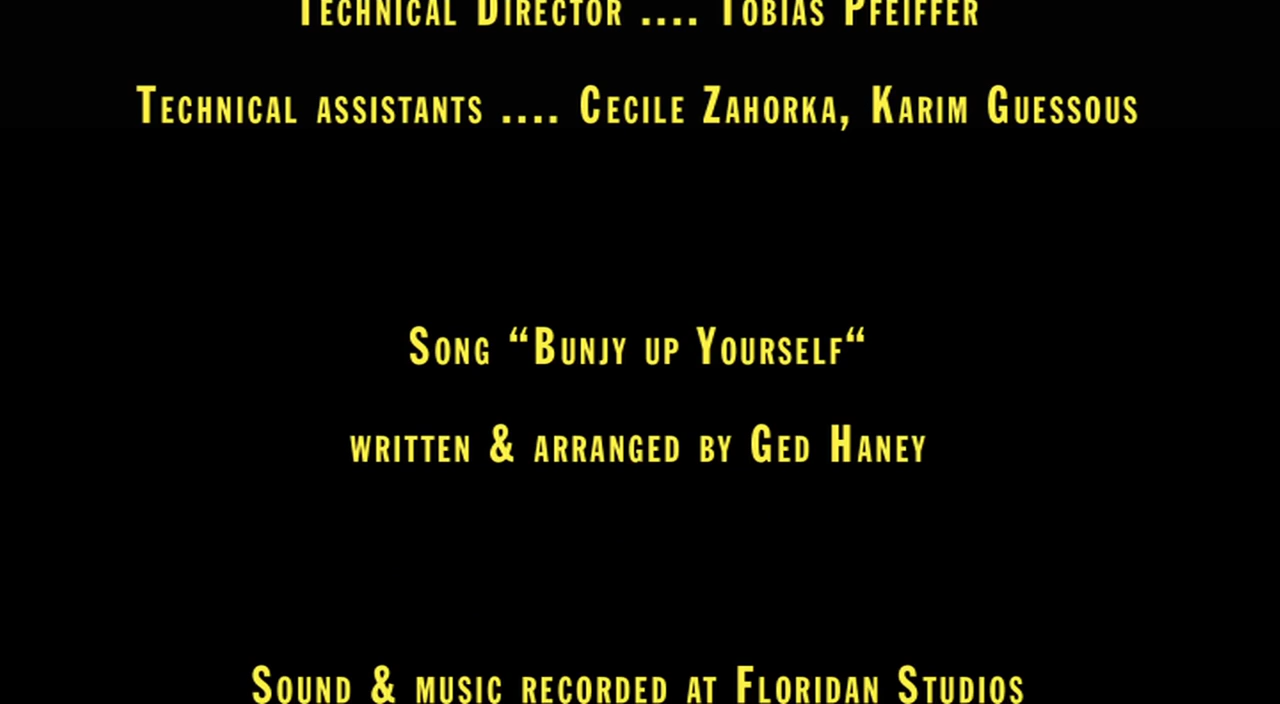 Technical Director .... Tobias Pfeiffer
Technical assistants .... Cecile Zahorka, Karim Guessous
Song “Bunjy up Yourself“
written & arranged by Ged Haney
Sound & music recorded at Floridan Studios